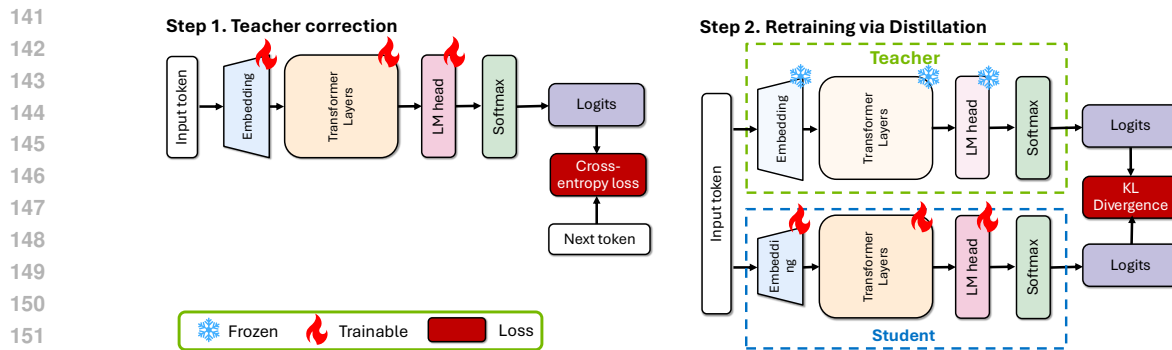 141
142
143
144
145
146
147
148
149
150
151
Step 1. Teacher correction
Input token
Embedding
Transformer
Layers
LM head
Softmax
Logits
Cross-
entropy loss
Next token
Frozen
Trainable
Loss
Step 2. Retraining via Distillation
Teacher
Input token
Embedding
Transformer
Layers
LM head
Softmax
Logits
KL
Divergence
Embeddi
ng
Transformer
Layers
LM head
Softmax
Logits
Student